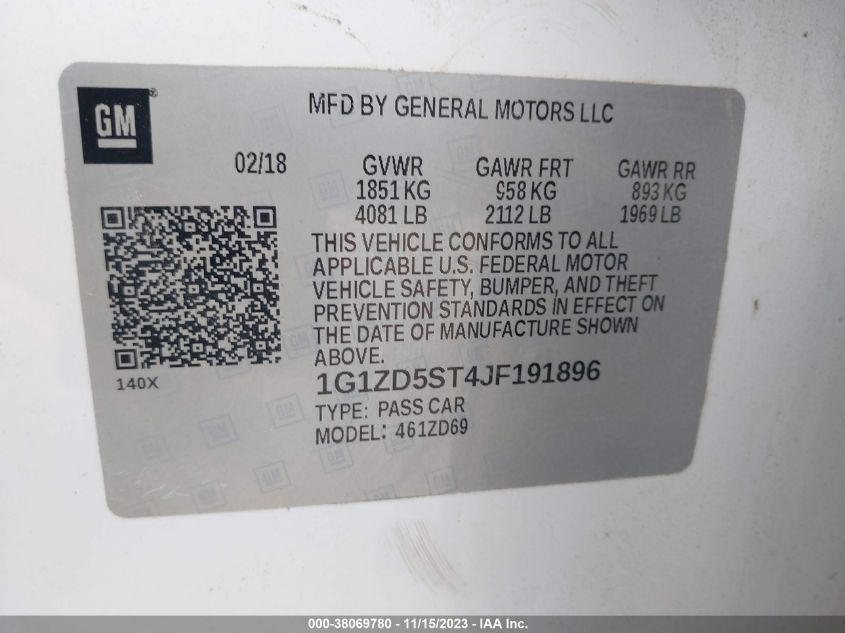 GM
MFD BY GENERAL MOTORS LLC
02/18 GVWR GAWR FRT GAWR RR
1851 KG 958 KG 893 KG
4081 LB 2112 LB 1969 LB
THIS VEHICLE CONFORMS TO ALL
APPLICABLE U.S. FEDERAL MOTOR
VEHICLE SAFETY, BUMPER, AND THEFT
PREVENTION STANDARDS IN EFFECT ON
THE DATE OF MANUFACTURE SHOWN
ABOVE.
140X
1G1ZD5ST4JF191896
TYPE: PASS CAR
MODEL: 461ZD69
000-38069780 - 11/15/2023 - IAA Inc.